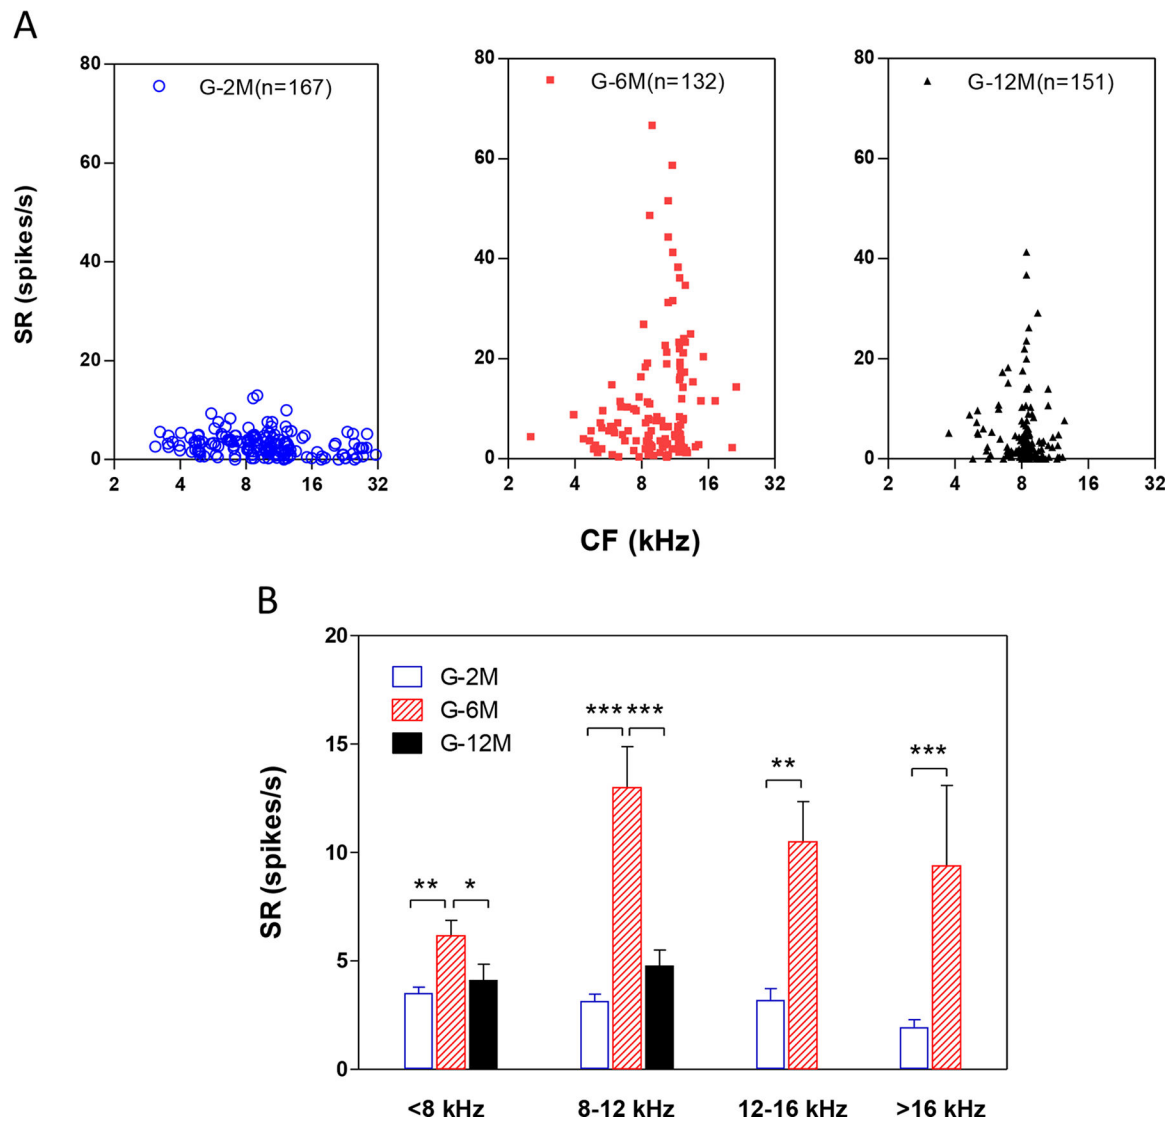 A
80
60
40
20
0
G-2M(n=167)
2 4 8 16 32
80
60
40
20
0
G-6M(n=132)
2 4 8 16 32
80
60
40
20
0
G-12M(n=151)
2 4 8 16 32
SR (spikes/s)
CF (kHz)
B
20
15
10
5
0
SR (spikes/s)
G-2M
G-6M
G-12M
** *
*** ***
**
***
<8 kHz 8-12 kHz 12-16 kHz >16 kHz